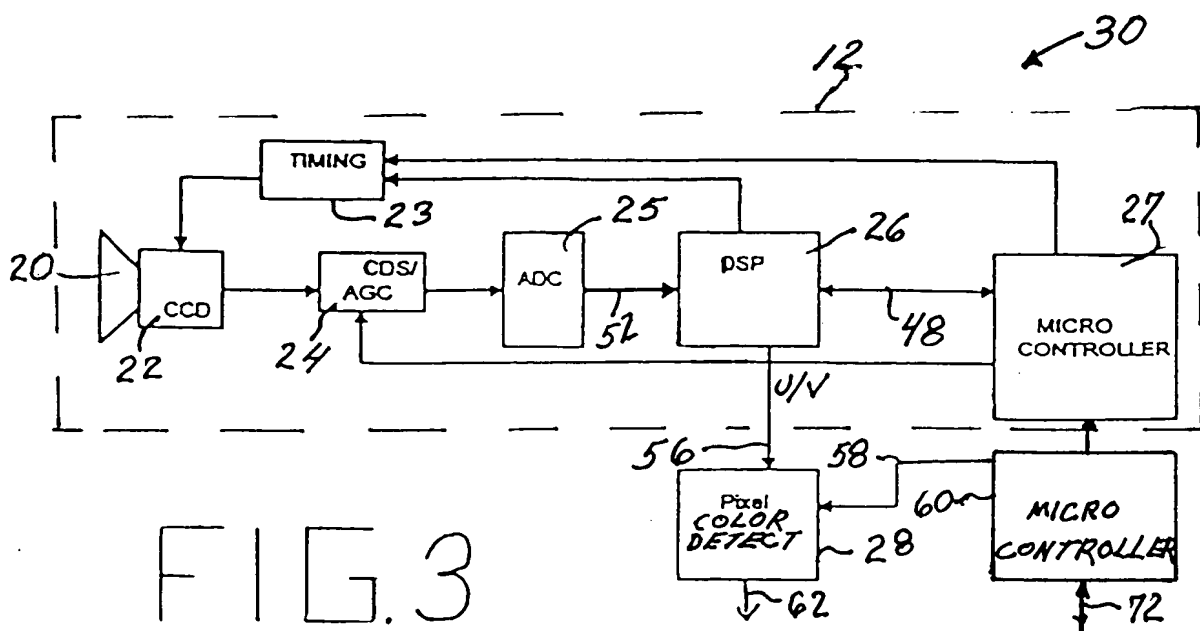 30
12
TIMING
23
25
26
27
20
CCD
22
CDS/
AGC
24
ADC
52
DSP
48
MICRO
CONTROLLER
U/V
56
58
60
Pixel
COLOR
DETECT
28
MICRO
CONTROLLER
62
72
FIG.3